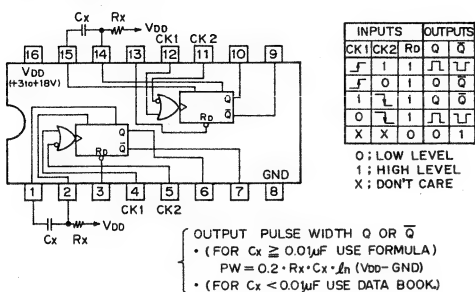 Cx Rx VDD
CK1 CK2
16 15 14 13 12 11 10 9
VDD
(+3to+18V)
Q
Q̅
RD
Q
Q̅
RD
GND
1 2 3 4 5 6 7 8
CK1 CK2
Cx Rx VDD
INPUTS OUTPUTS
CK1 CK2 RD Q Q̅
1 1
0 1 Q Q̅
1 1 Q Q̅
0 1
X X 0 0 1
0 ; LOW LEVEL
1 ; HIGH LEVEL
X ; DON'T CARE
OUTPUT PULSE WIDTH Q OR Q̅
• (FOR Cx ≧ 0.01μF USE FORMULA)
PW=0.2・Rx・Cx・ℓn (VDD-GND)
• (FOR Cx < 0.01μF USE DATA BOOK.)